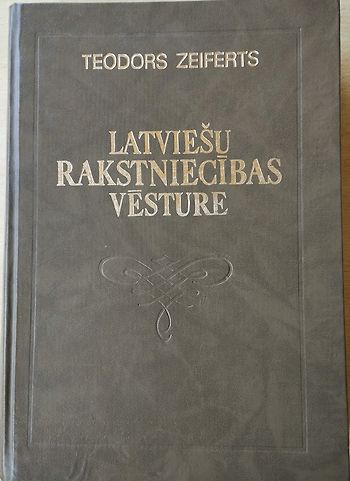 TEODORS ZEIFERTS
LATVIEŠU
RAKSTNIECĪBAS
VĒSTURE